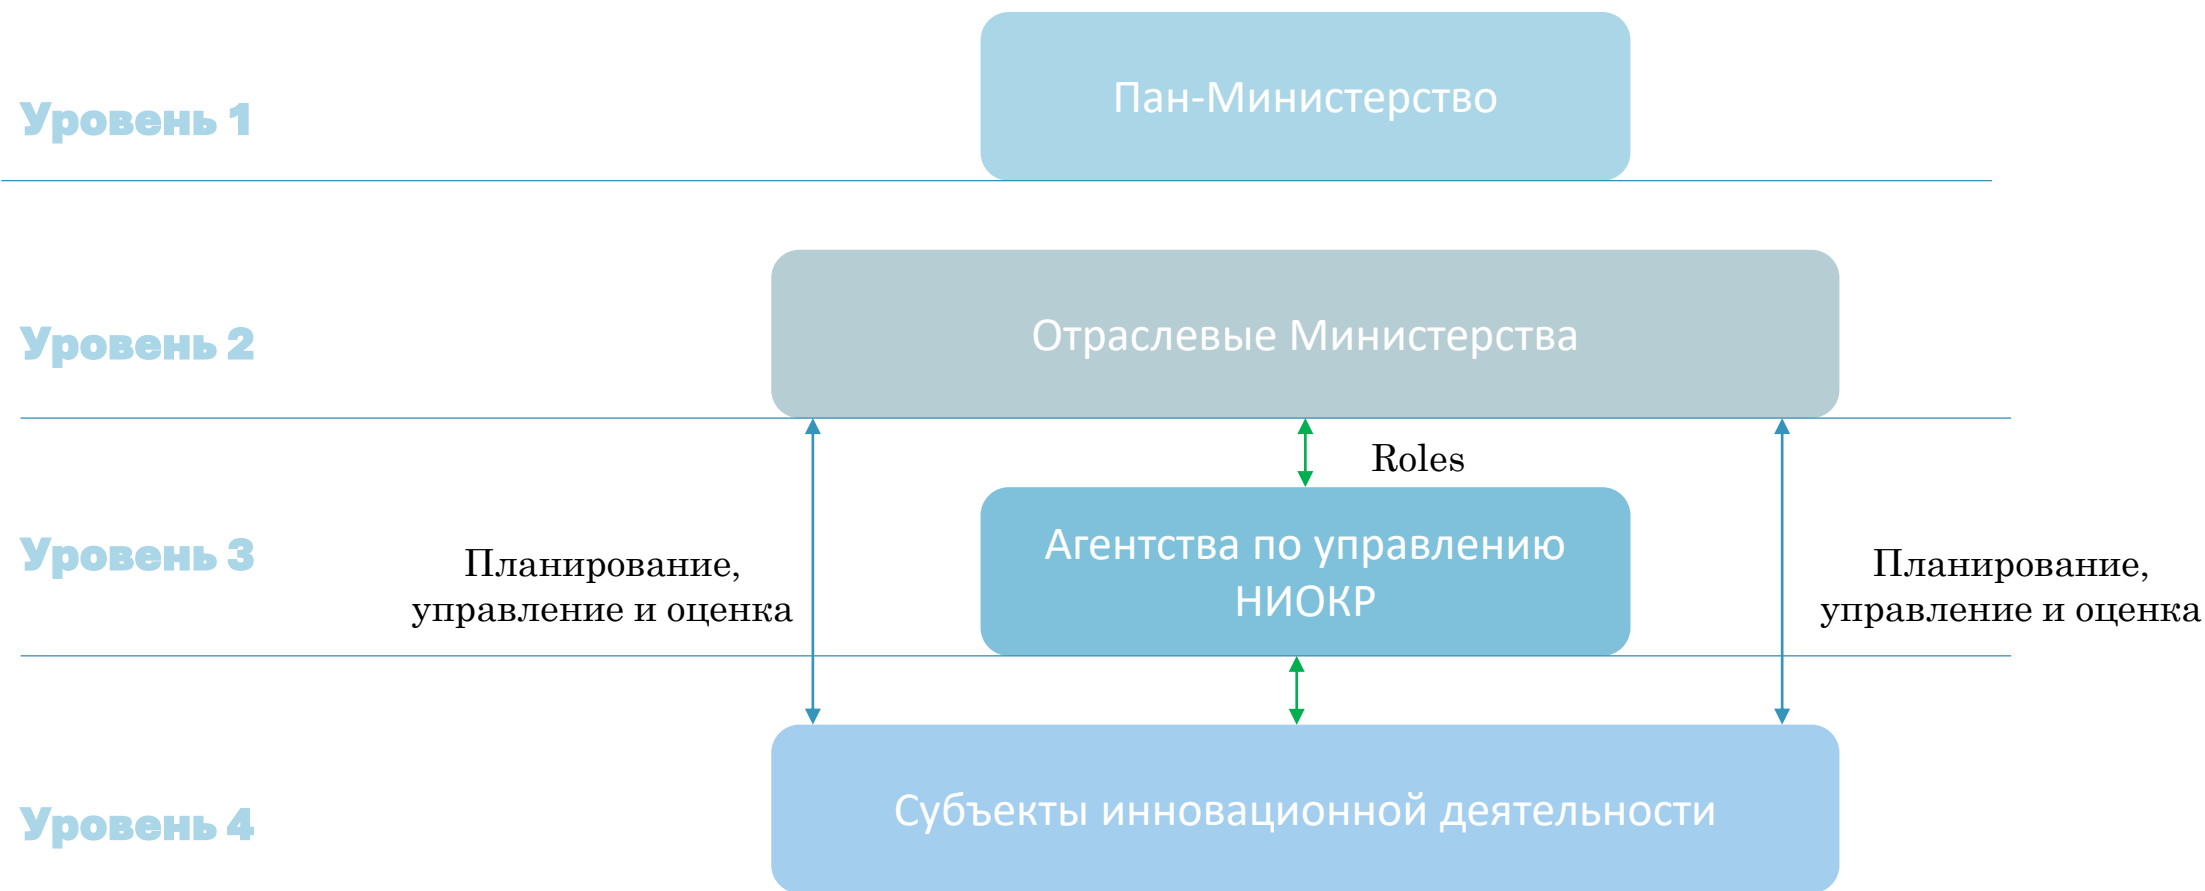 Уровень 1
Пан-Министерство
Уровень 2
Отраслевые Министерства
Roles
Уровень 3
Планирование,
управление и оценка
Агентства по управлению
НИОКР
Планирование,
управление и оценка
Уровень 4
Субъекты инновационной деятельности